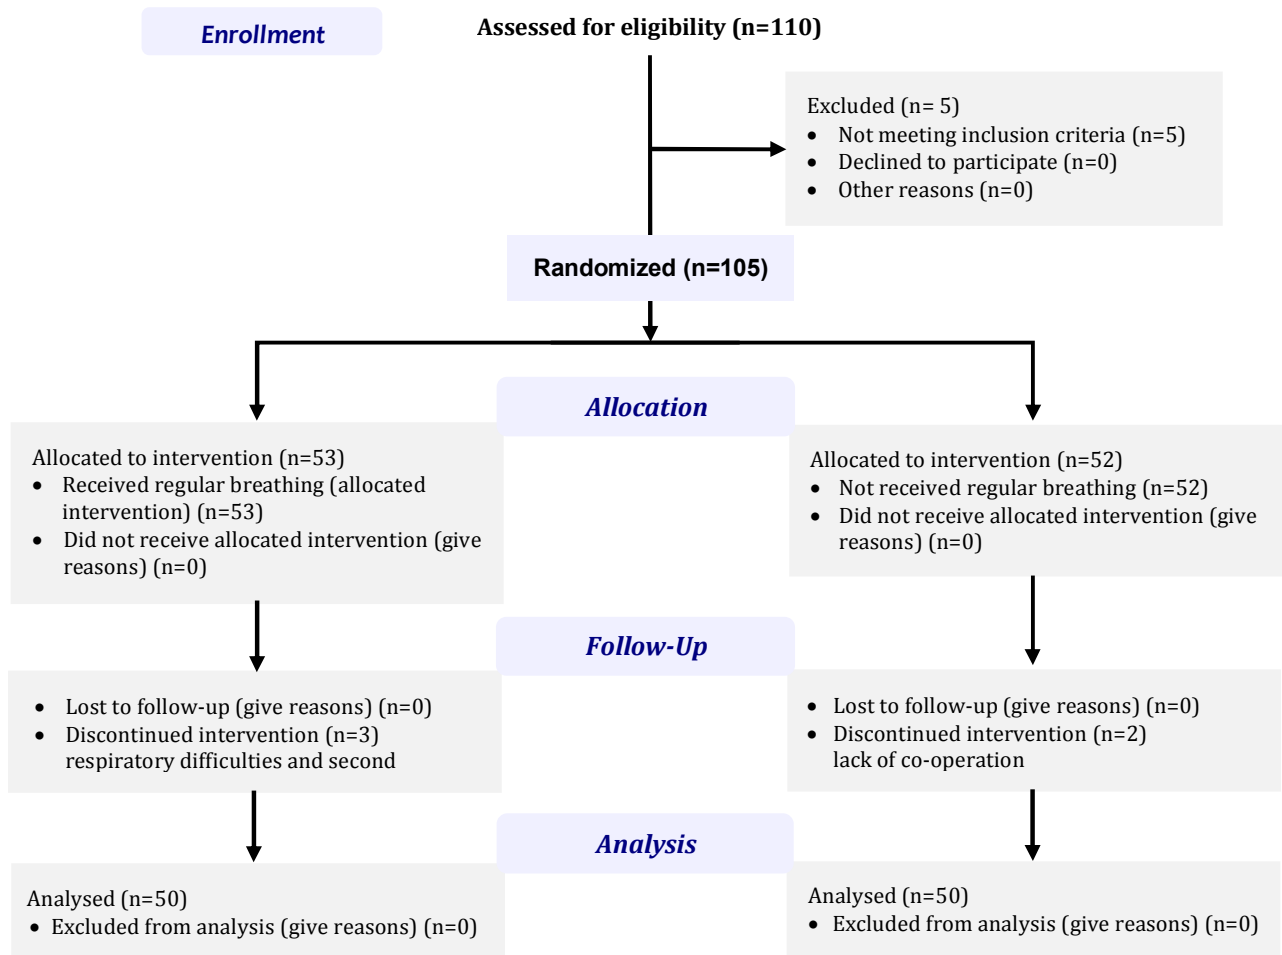 Enrollment
Assessed for eligibility (n=110)
Excluded (n= 5)
• Not meeting inclusion criteria (n=5)
• Declined to participate (n=0)
• Other reasons (n=0)
Randomized (n=105)
Allocation
Allocated to intervention (n=53)
• Received regular breathing (allocated
intervention) (n=53)
• Did not receive allocated intervention (give
reasons) (n=0)
Allocated to intervention (n=52)
• Not received regular breathing (n=52)
• Did not receive allocated intervention (give
reasons) (n=0)
Follow-Up
• Lost to follow-up (give reasons) (n=0)
• Discontinued intervention (n=3)
respiratory difficulties and second
• Lost to follow-up (give reasons) (n=0)
• Discontinued intervention (n=2)
lack of co-operation
Analysis
Analysed (n=50)
• Excluded from analysis (give reasons) (n=0)
Analysed (n=50)
• Excluded from analysis (give reasons) (n=0)